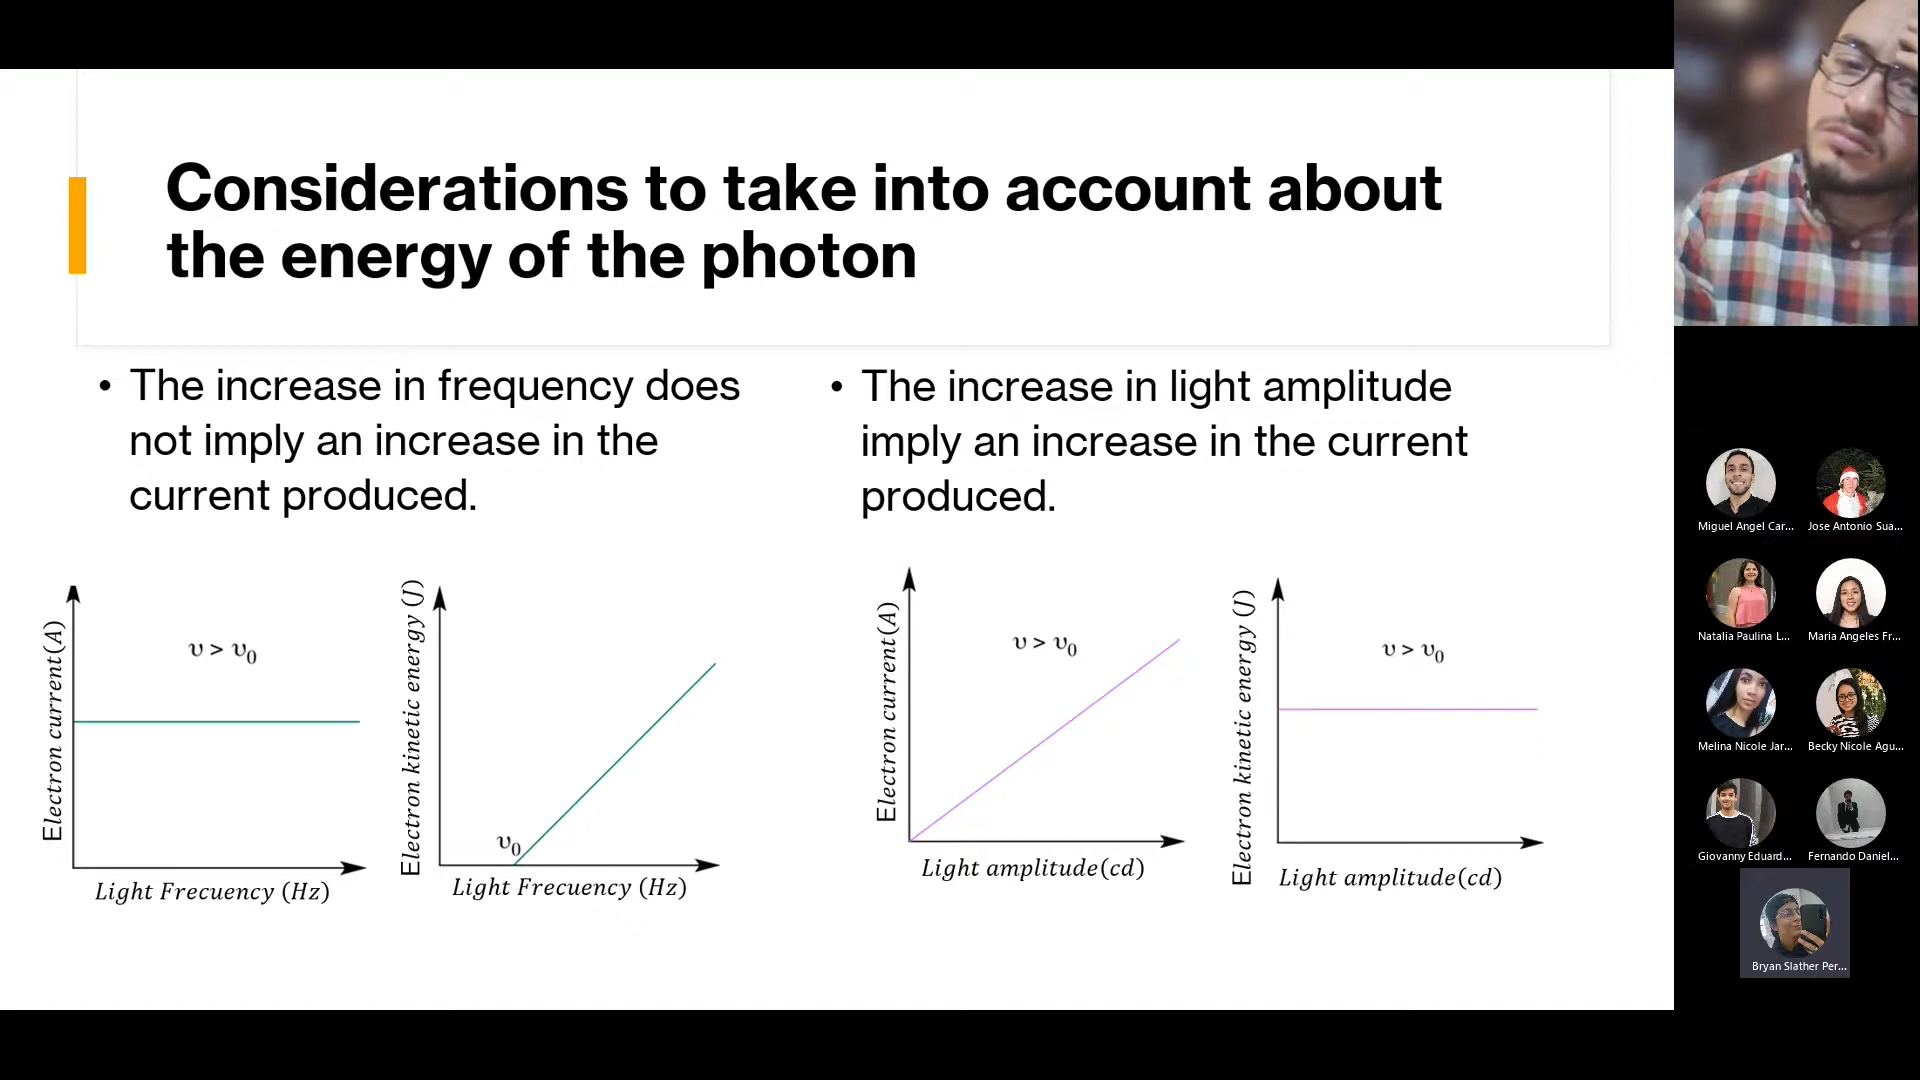 Considerations to take into account about
the energy of the photon
• The increase in frequency does
not imply an increase in the
current produced.
• The increase in light amplitude
imply an increase in the current
produced.
Electron current(A)
υ > υ0
Light Frecuency (Hz)
Electron kinetic energy (J)
υ0
Light Frecuency (Hz)
Electron current(A)
υ > υ0
Light amplitude(cd)
Electron kinetic energy (J)
υ > υ0
Light amplitude(cd)
Miguel Angel Car...
Jose Antonio Sua...
Natalia Paulina L...
Maria Angeles Fr...
Melina Nicole Jar...
Becky Nicole Agu...
Giovanny Eduard...
Fernando Daniel...
Bryan Slather Per...